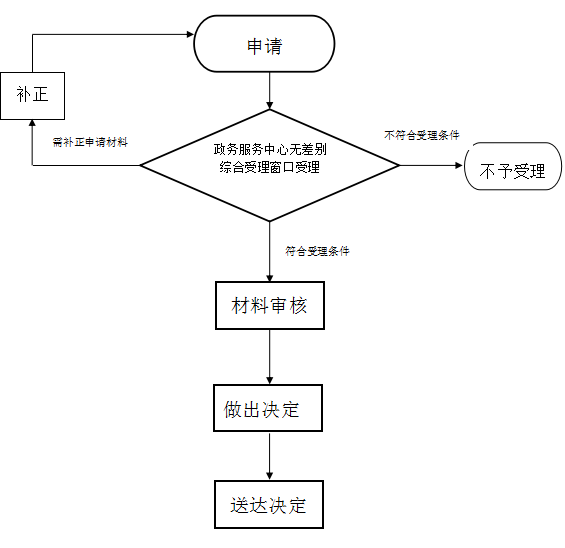 申请
补正
需补正申请材料
政务服务中心无差别
综合受理窗口受理
不符合受理条件
不予受理
符合受理条件
材料审核
做出决定
送达决定